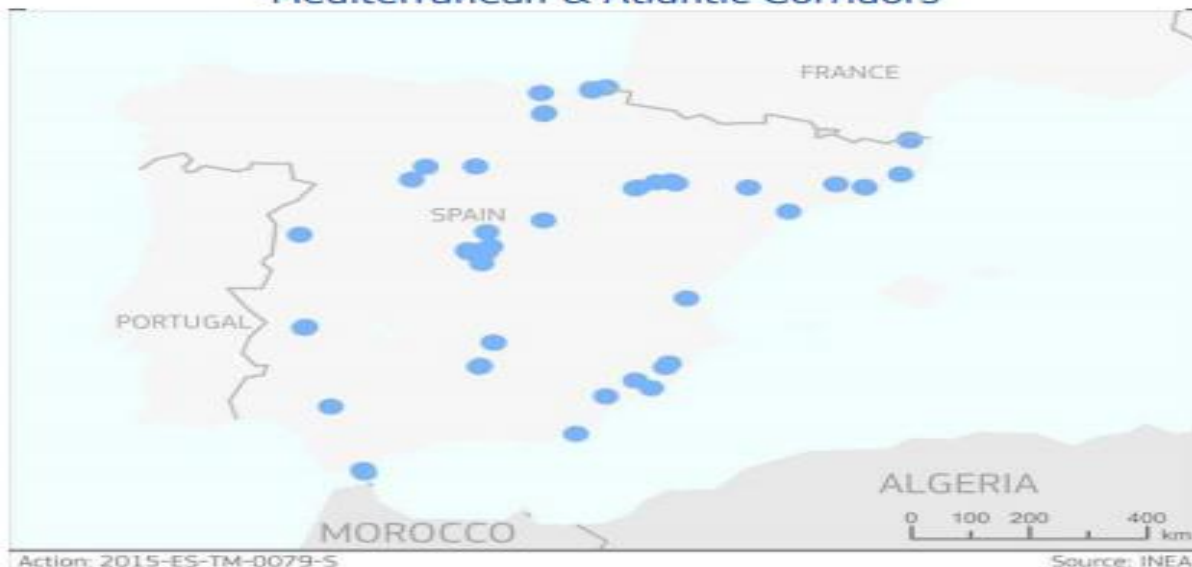 Mediterranean & Atlantic Corridors
FRANCE
SPAIN
PORTUGAL
ALGERIA
MOROCCO
0 100 200 400
km
Action: 2015-ES-TM-0079-S
Source: INEA